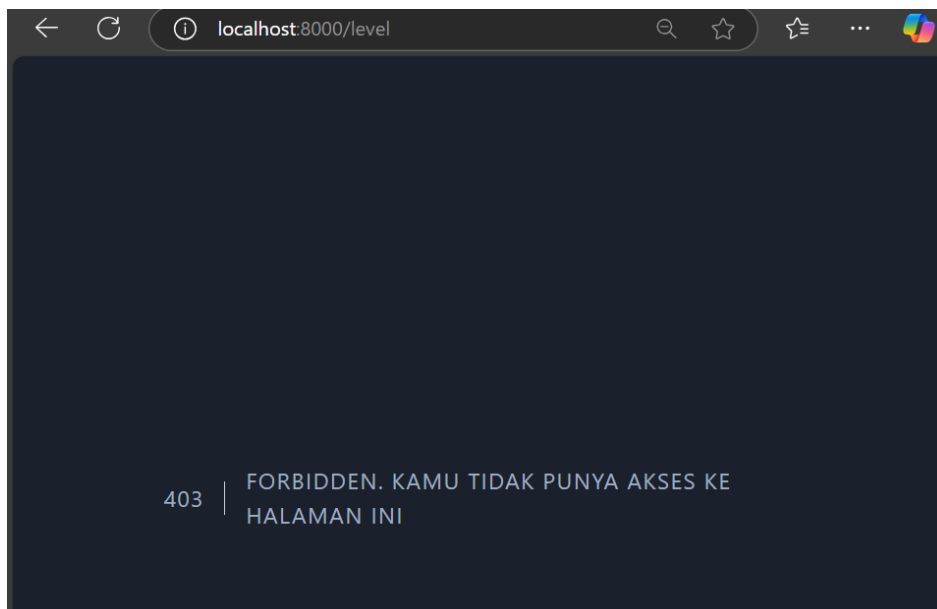 localhost:8000/level
403
FORBIDDEN. KAMU TIDAK PUNYA AKSES KE
HALAMAN INI